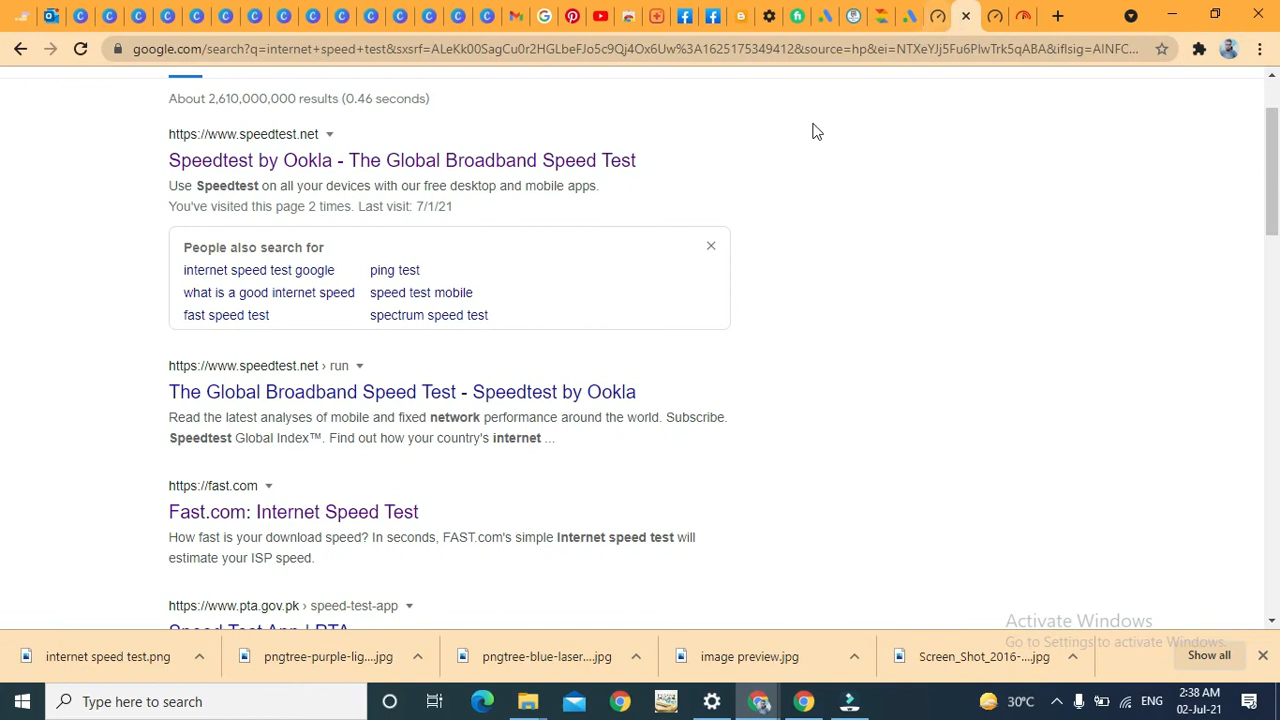 google.com/search?q=internet+speed+test&sxsrf=ALeKk00SagCu0r2HGLbeFJo5c9Qj4Ox6Uw%3A1625175349412&source=hp&ei=NTXeYJj5Fu6PlwTrk5qABA&iflsig=AINFC...
About 2,610,000,000 results (0.46 seconds)
https://www.speedtest.net
Speedtest by Ookla - The Global Broadband Speed Test
Use Speedtest on all your devices with our free desktop and mobile apps.
You've visited this page 2 times. Last visit: 7/1/21
People also search for
internet speed test google ping test
what is a good internet speed speed test mobile
fast speed test spectrum speed test
https://www.speedtest.net › run
The Global Broadband Speed Test - Speedtest by Ookla
Read the latest analyses of mobile and fixed network performance around the world. Subscribe.
Speedtest Global Index™. Find out how your country's internet ...
https://fast.com
Fast.com: Internet Speed Test
How fast is your download speed? In seconds, FAST.com's simple Internet speed test will
estimate your ISP speed.
https://www.pta.gov.pk › speed-test-app
Speed Test App | PTA
Activate Windows
Go to Settings to activate Windows.
internet speed test.png pngtree-purple-lig....jpg pngtree-blue-laser....jpg image preview.jpg Screen_Shot_2016-....jpg Show all
Type here to search 30°C ENG 2:38 AM
02-Jul-21